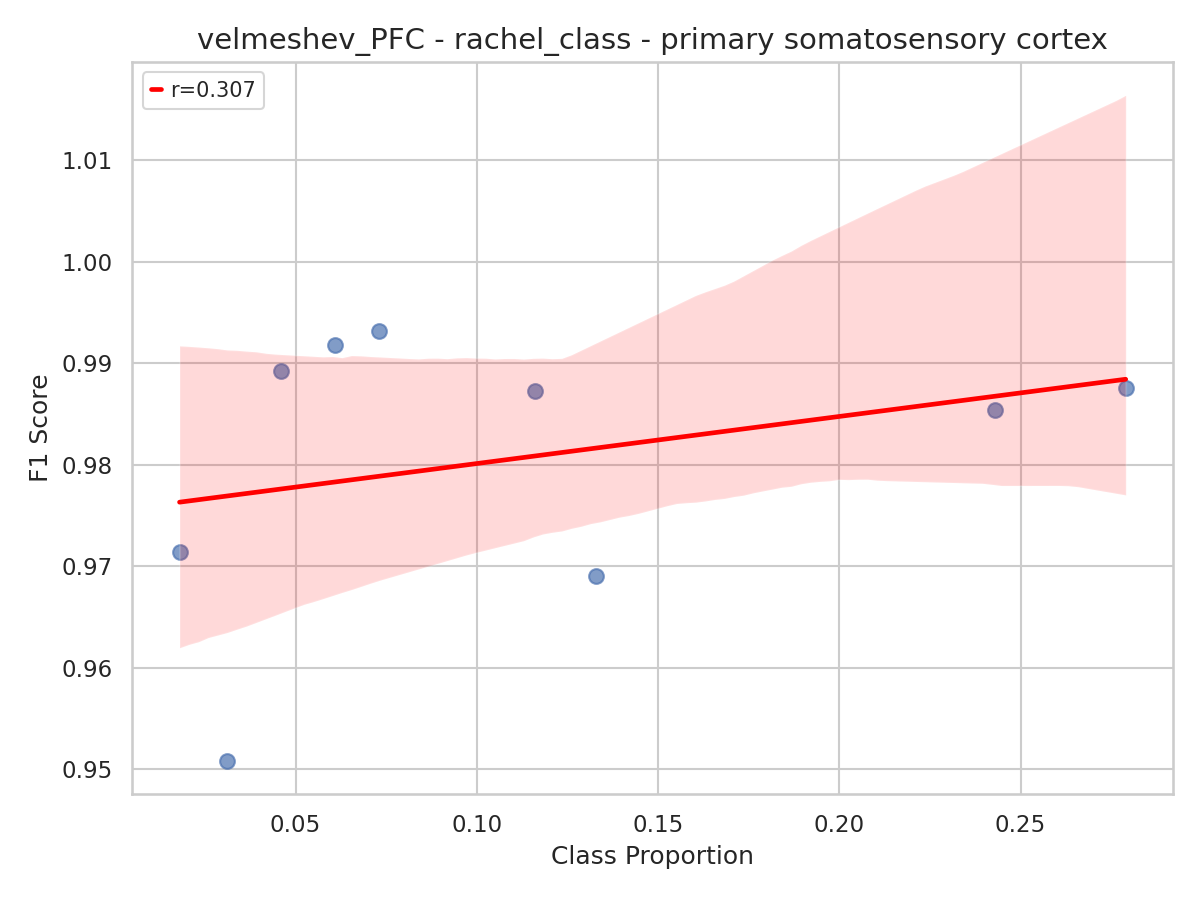 velmeshev_PFC - rachel_class - primary somatosensory cortex
r=0.307
1.01
1.00
0.99
0.98
0.97
0.96
0.95
F1 Score
0.05 0.10 0.15 0.20 0.25
Class Proportion